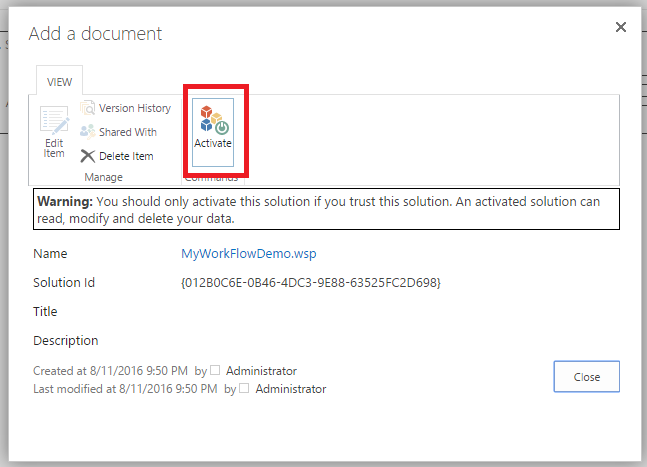 Add a document
VIEW
Edit
Item
Version History
Shared With
Delete Item
Manage
Activate
Commands
Warning: You should only activate this solution if you trust this solution. An activated solution can
read, modify and delete your data.
Name MyWorkFlowDemo.wsp
Solution Id {012B0C6E-0B46-4DC3-9E88-63525FC2D698}
Title
Description
Created at 8/11/2016 9:50 PM by Administrator
Last modified at 8/11/2016 9:50 PM by Administrator
Close